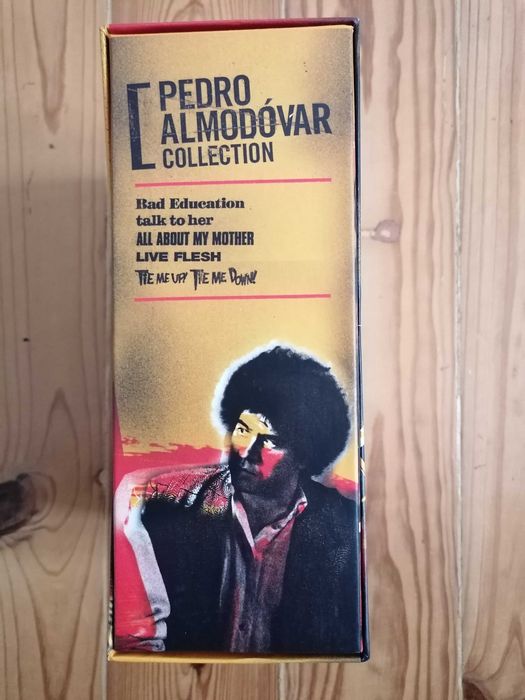 PEDRO
ALMODÓVAR
COLLECTION
Bad Education
talk to her
ALL ABOUT MY MOTHER
LIVE FLESH
TIE ME UP! TIE ME DOWN!